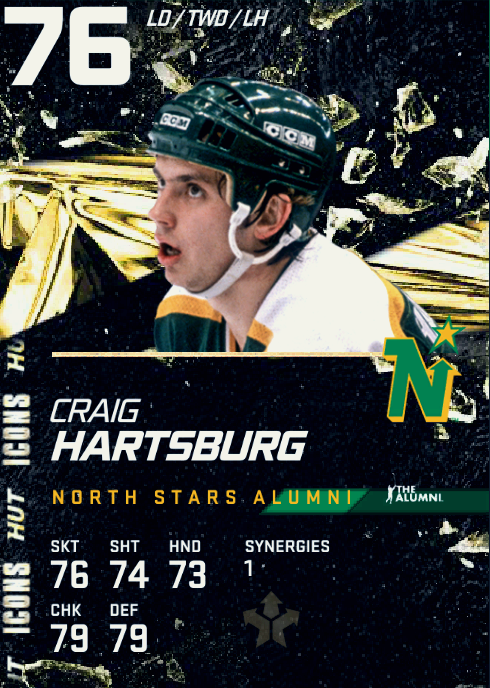 76
LD / TWD / LH
CCM
CCM
N
CRAIG
HARTSBURG
NORTH STARS ALUMNI
THE
ALUMNI
SKT SHT HND SYNERGIES
76 74 73 1
CHK DEF
79 79
HUT
ICONS
HUT
ICONS